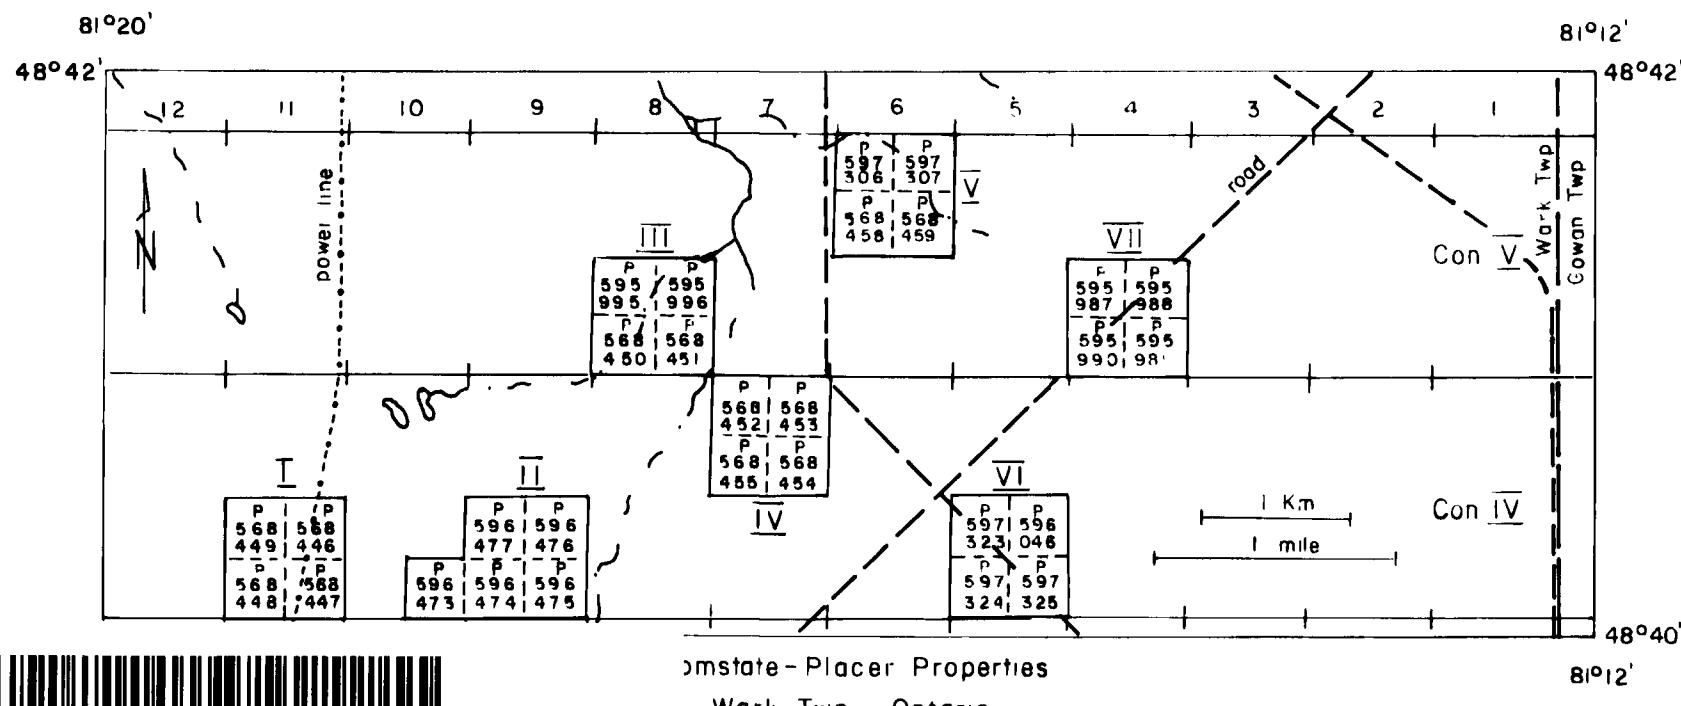 81°20'
81°12'
48°42'
48°42'
12 11 10 9 8 7 6 5 4 3 2 1
power line
N
road
Wark Twp
Gowan Twp
Con V
Con IV
V
P P
597 597
306 307
P P
568 568
458 459
III
P P
595 595
995 996
P
568 568
450 451
VII
P P
595 595
987 988
P P
595 595
990
P P
568 568
452 453
P P
568 568
455 454
IV
I
P P
568 568
449 446
P P
568 568
448 447
II
P P
596 596
477 476
P P P
596 596 596
473 474 475
VI
P P
597 596
323 046
P P
597 597
324 325
1 Km
1 mile
48°40'
81°12'
omstate-Placer Properties
Wark Twp. Ontario